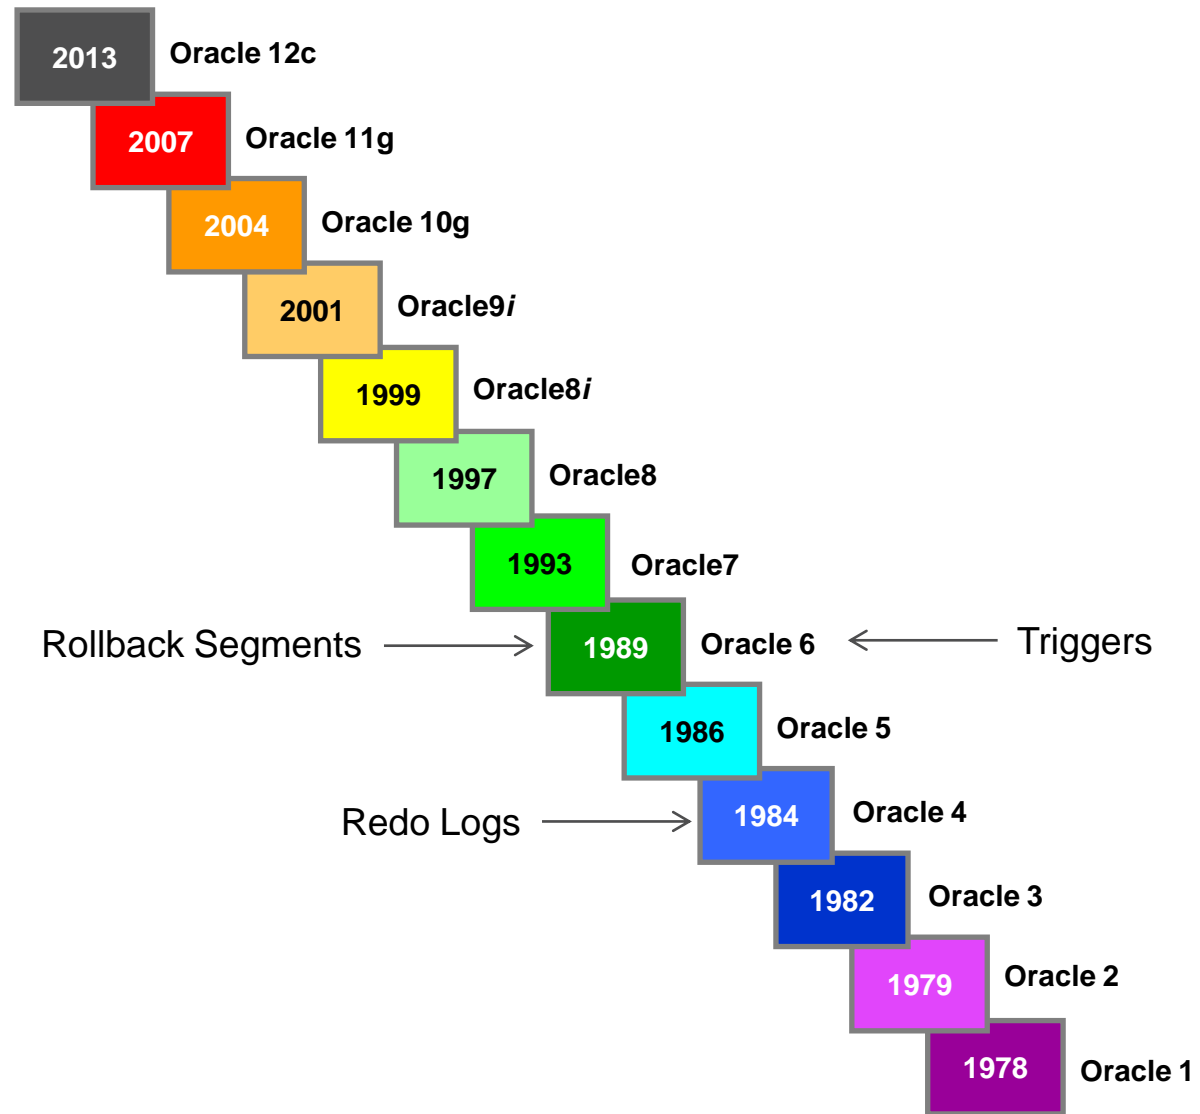 2013 Oracle 12c
2007 Oracle 11g
2004 Oracle 10g
2001 Oracle9i
1999 Oracle8i
1997 Oracle8
1993 Oracle7
Rollback Segments 1989 Oracle 6 Triggers
1986 Oracle 5
Redo Logs 1984 Oracle 4
1982 Oracle 3
1979 Oracle 2
1978 Oracle 1